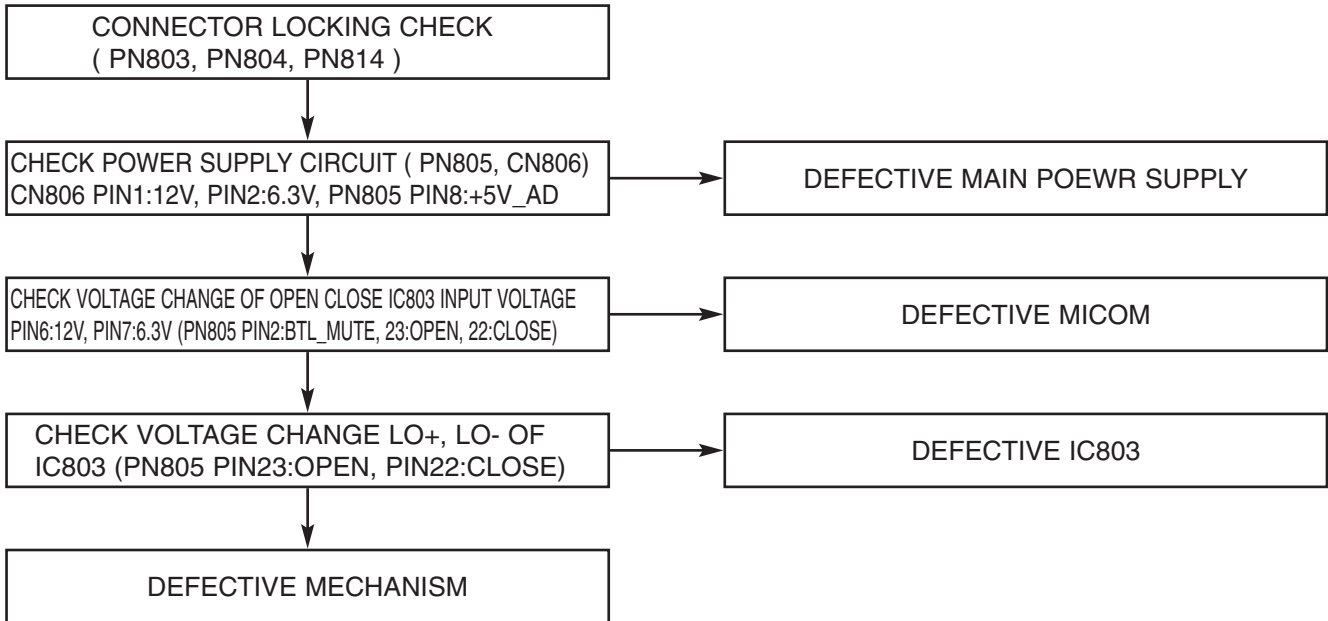 CONNECTOR LOCKING CHECK
( PN803, PN804, PN814 )
CHECK POWER SUPPLY CIRCUIT ( PN805, CN806)
CN806 PIN1:12V, PIN2:6.3V, PN805 PIN8:+5V_AD
DEFECTIVE MAIN POEWR SUPPLY
CHECK VOLTAGE CHANGE OF OPEN CLOSE IC803 INPUT VOLTAGE
PIN6:12V, PIN7:6.3V (PN805 PIN2:BTL_MUTE, 23:OPEN, 22:CLOSE)
DEFECTIVE MICOM
CHECK VOLTAGE CHANGE LO+, LO- OF
IC803 (PN805 PIN23:OPEN, PIN22:CLOSE)
DEFECTIVE IC803
DEFECTIVE MECHANISM